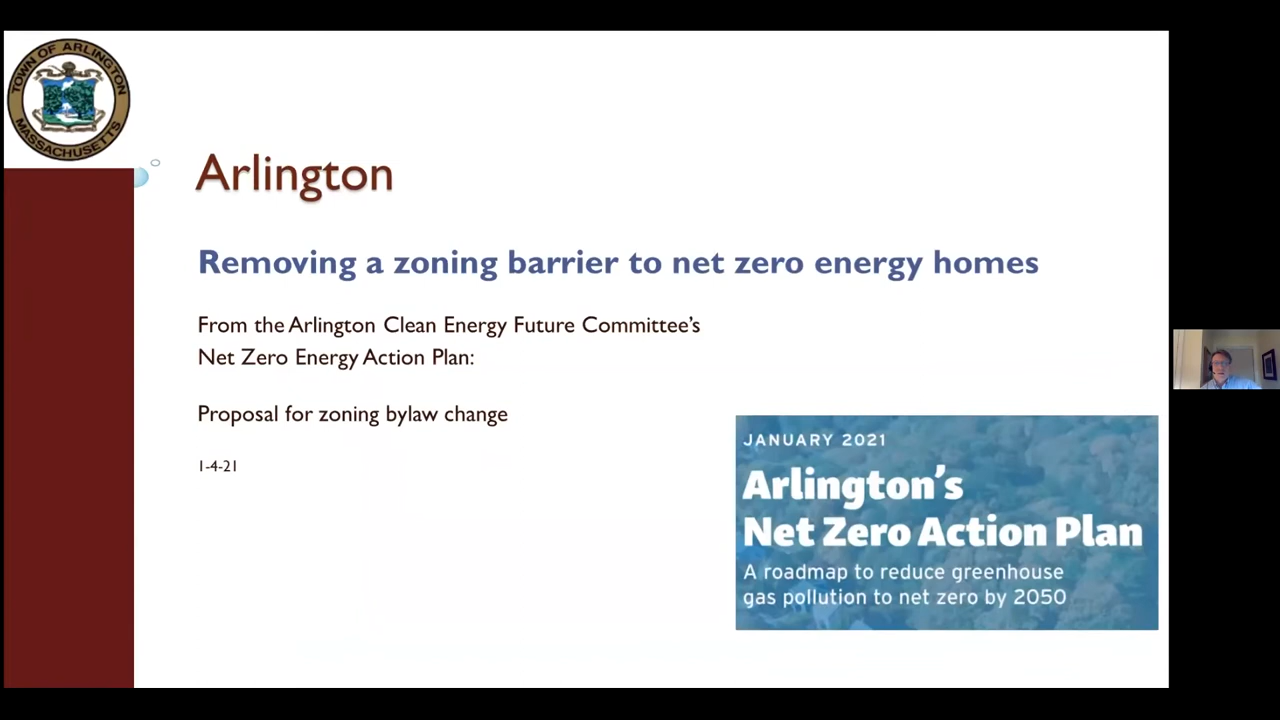 TOWN OF ARLINGTON
MASSACHUSETTS
Arlington
Removing a zoning barrier to net zero energy homes
From the Arlington Clean Energy Future Committee's
Net Zero Energy Action Plan:
Proposal for zoning bylaw change
1-4-21
JANUARY 2021
Arlington's
Net Zero Action Plan
A roadmap to reduce greenhouse
gas pollution to net zero by 2050